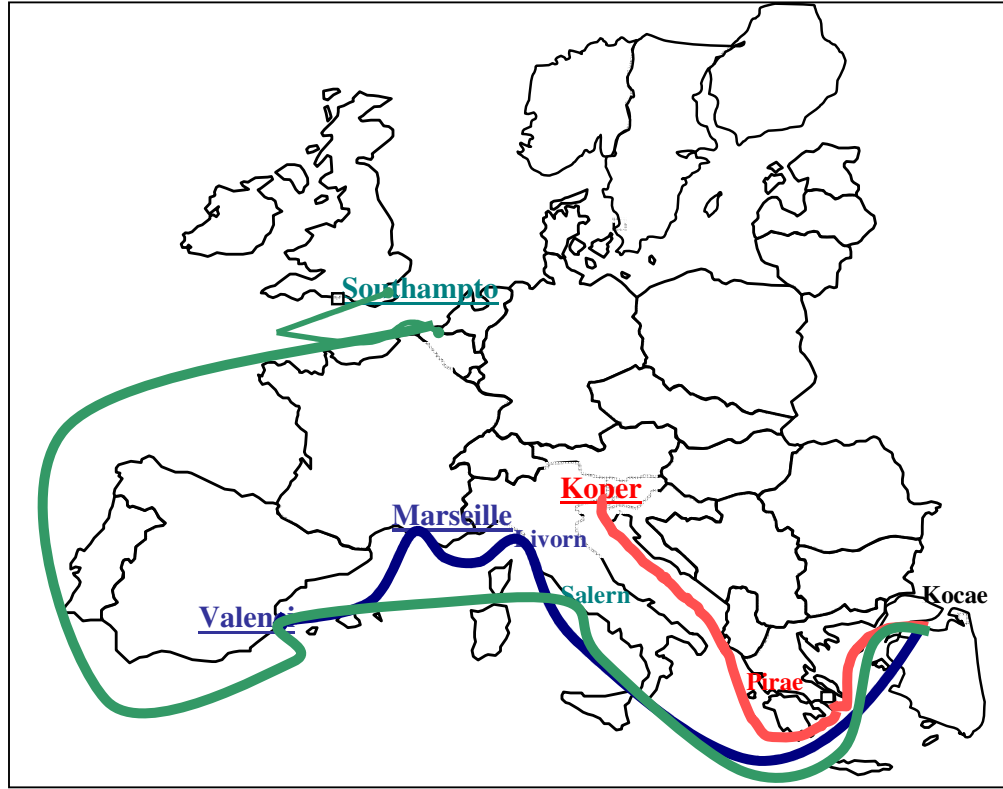 Southampto
Koper
Marseille
Livorn
Salern
Kocae
Valenci
Pirae